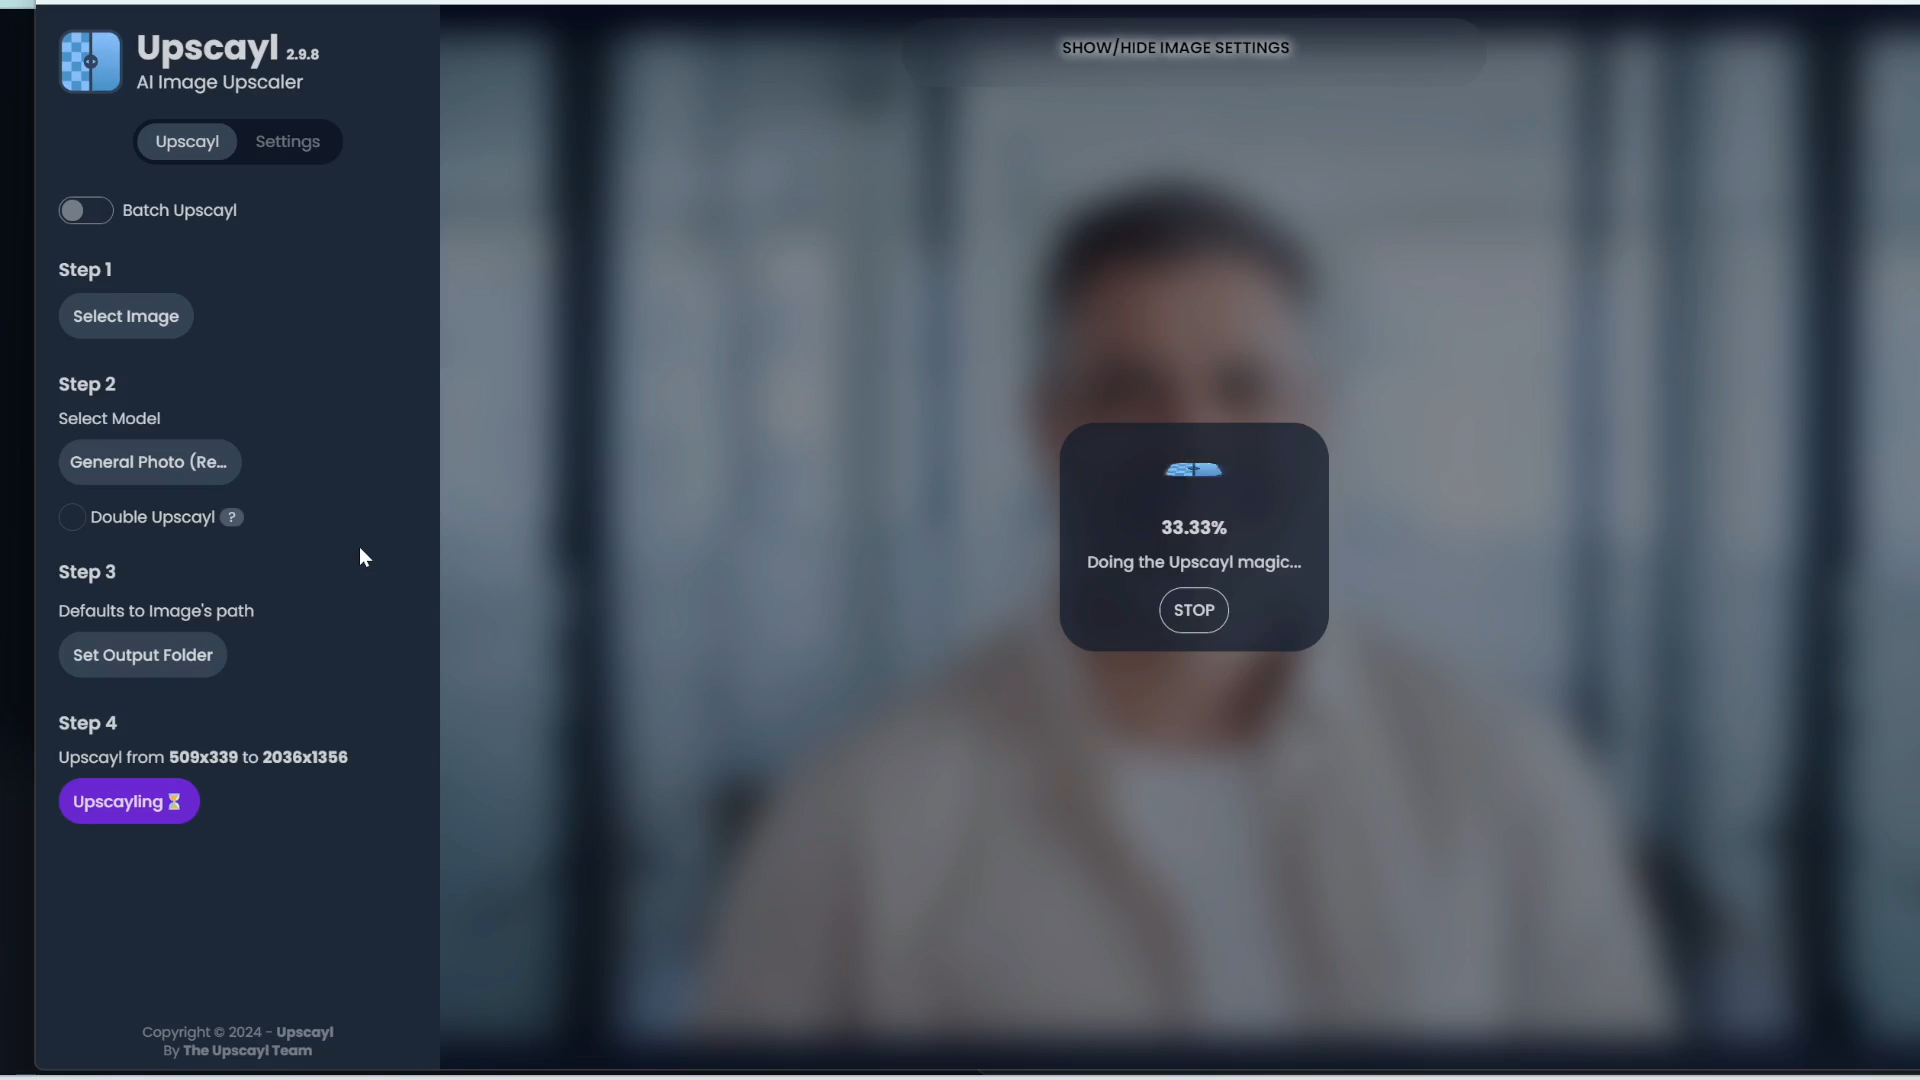 Upscayl 2.9.8
AI Image Upscaler
Upscayl Settings
Batch Upscayl
Step 1
Select Image
Step 2
Select Model
General Photo (Re...
Double Upscayl ?
Step 3
Defaults to Image's path
Set Output Folder
Step 4
Upscayl from 509x339 to 2036x1356
Upscayling ⏳
Copyright © 2024 - Upscayl
By The Upscayl Team
SHOW/HIDE IMAGE SETTINGS
33.33%
Doing the Upscayl magic...
STOP